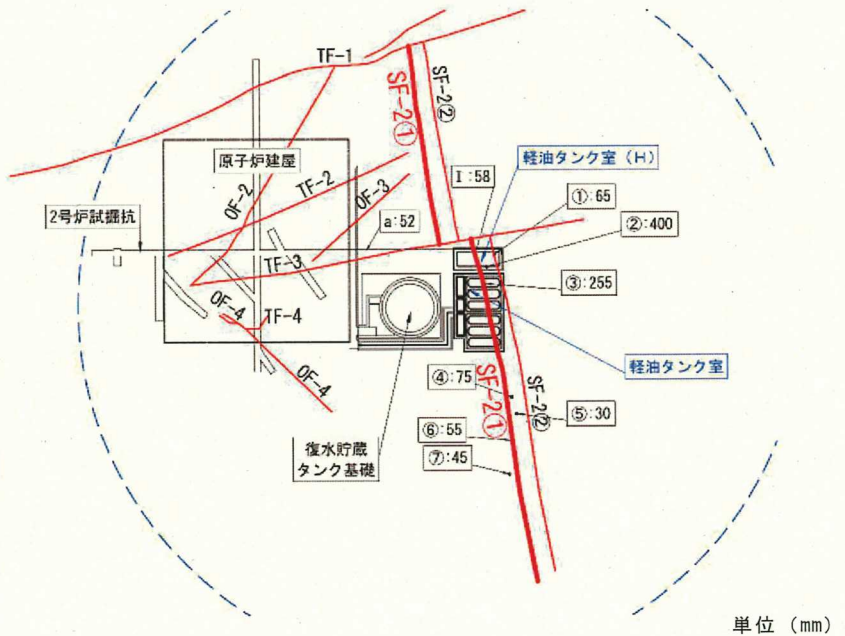 TF-1
SF-2①
SF-2②
原子炉建屋
軽油タンク室(H)
I:58
①:65
TF-2
OF-2
OF-3
2号炉試掘坑
a:52
②:400
TF-3
③:255
OF-4
TF-4
軽油タンク室
OF-4
④:75
SF-2①
SF-2②
⑤:30
⑥:55
復水貯蔵
タンク基礎
⑦:45
単位(mm)